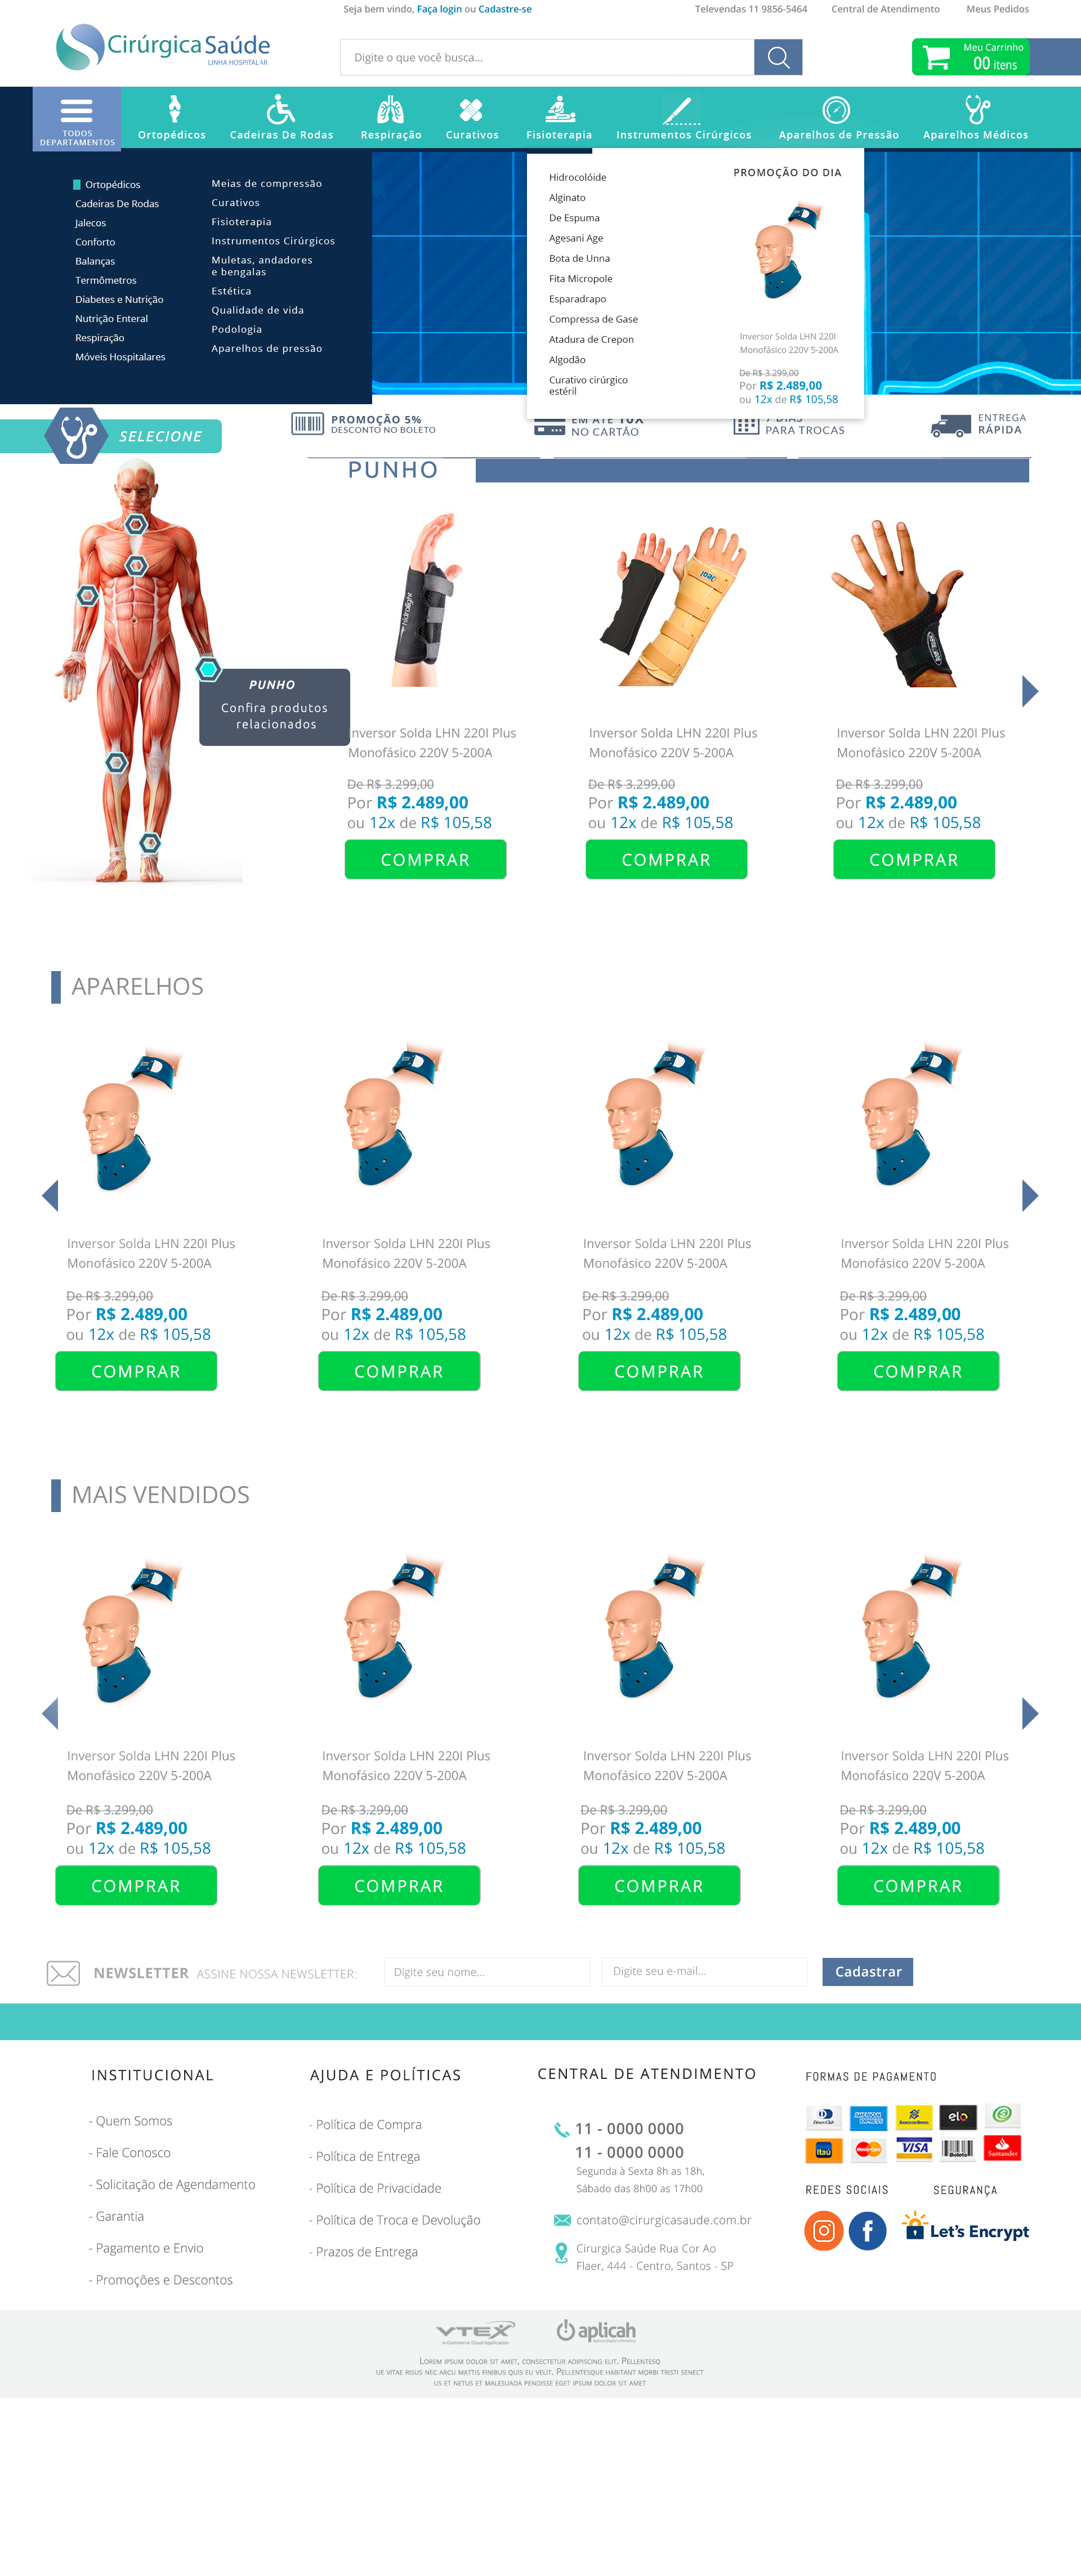 Seja bem vindo, Faça login ou Cadastre-se
Televendas 11 9856-5464
Central de Atendimento
Meus Pedidos
Cirúrgica Saúde
LINHA HOSPITALAR
Digite o que você busca...
Meu Carrinho
00 itens
TODOS
DEPARTAMENTOS
Ortopédicos
Cadeiras De Rodas
Respiração
Curativos
Fisioterapia
Instrumentos Cirúrgicos
Aparelhos de Pressão
Aparelhos Médicos
Ortopédicos
Cadeiras De Rodas
Jalecos
Conforto
Balanças
Termômetros
Diabetes e Nutrição
Nutrição Enteral
Respiração
Móveis Hospitalares
Meias de compressão
Curativos
Fisioterapia
Instrumentos Cirúrgicos
Muletas, andadores
e bengalas
Estética
Qualidade de vida
Podologia
Aparelhos de pressão
Hidrocolóide
Alginato
De Espuma
Agesani Age
Bota de Unna
Fita Micropole
Esparadrapo
Compressa de Gase
Atadura de Crepon
Algodão
Curativo cirúrgico
estéril
PROMOÇÃO DO DIA
Inversor Solda LHN 220I
Monofásico 220V 5-200A
De R$ 3.299,00
Por R$ 2.489,00
ou 12x de R$ 105,58
SELECIONE
PROMOÇÃO 5%
DESCONTO NO BOLETO
EM ATÉ 10X
NO CARTÃO
7 DIAS
PARA TROCAS
ENTREGA
RÁPIDA
PUNHO
hidrolight
PUNHO
Confira produtos
relacionados
Inversor Solda LHN 220I Plus
Monofásico 220V 5-200A
De R$ 3.299,00
Por R$ 2.489,00
ou 12x de R$ 105,58
COMPRAR
Inversor Solda LHN 220I Plus
Monofásico 220V 5-200A
De R$ 3.299,00
Por R$ 2.489,00
ou 12x de R$ 105,58
COMPRAR
Inversor Solda LHN 220I Plus
Monofásico 220V 5-200A
De R$ 3.299,00
Por R$ 2.489,00
ou 12x de R$ 105,58
COMPRAR
APARELHOS
Inversor Solda LHN 220I Plus
Monofásico 220V 5-200A
De R$ 3.299,00
Por R$ 2.489,00
ou 12x de R$ 105,58
COMPRAR
Inversor Solda LHN 220I Plus
Monofásico 220V 5-200A
De R$ 3.299,00
Por R$ 2.489,00
ou 12x de R$ 105,58
COMPRAR
Inversor Solda LHN 220I Plus
Monofásico 220V 5-200A
De R$ 3.299,00
Por R$ 2.489,00
ou 12x de R$ 105,58
COMPRAR
Inversor Solda LHN 220I Plus
Monofásico 220V 5-200A
De R$ 3.299,00
Por R$ 2.489,00
ou 12x de R$ 105,58
COMPRAR
MAIS VENDIDOS
Inversor Solda LHN 220I Plus
Monofásico 220V 5-200A
De R$ 3.299,00
Por R$ 2.489,00
ou 12x de R$ 105,58
COMPRAR
Inversor Solda LHN 220I Plus
Monofásico 220V 5-200A
De R$ 3.299,00
Por R$ 2.489,00
ou 12x de R$ 105,58
COMPRAR
Inversor Solda LHN 220I Plus
Monofásico 220V 5-200A
De R$ 3.299,00
Por R$ 2.489,00
ou 12x de R$ 105,58
COMPRAR
Inversor Solda LHN 220I Plus
Monofásico 220V 5-200A
De R$ 3.299,00
Por R$ 2.489,00
ou 12x de R$ 105,58
COMPRAR
NEWSLETTER ASSINE NOSSA NEWSLETTER:
Digite seu nome...
Digite seu e-mail...
Cadastrar
INSTITUCIONAL
- Quem Somos
- Fale Conosco
- Solicitação de Agendamento
- Garantia
- Pagamento e Envio
- Promoções e Descontos
AJUDA E POLÍTICAS
- Política de Compra
- Política de Entrega
- Política de Privacidade
- Política de Troca e Devolução
- Prazos de Entrega
CENTRAL DE ATENDIMENTO
11 - 0000 0000
11 - 0000 0000
Segunda à Sexta 8h as 18h,
Sábado das 8h00 as 17h00
contato@cirurgicasaude.com.br
Cirurgica Saúde Rua Cor Ao
Flaer, 444 - Centro, Santos - SP
FORMAS DE PAGAMENTO
AMERICAN EXPRESS
elo
Itaú
MasterCard
VISA
Boleto
Santander
REDES SOCIAIS
SEGURANÇA
Let's Encrypt
VTEX
e-Commerce Cloud Application
aplicah
LOREM IPSUM DOLOR SIT AMET, CONSECTETUR ADIPISCING ELIT. PELLENTESQ
UE VITAE RISUS NEC ARCU MATTIS FINIBUS QUIS EU VELIT. PELLENTESQUE HABITANT MORBI TRISTI SENECT
US ET NETUS ET MALESUADA PENDISSE EGET IPSUM DOLOR SIT AMET